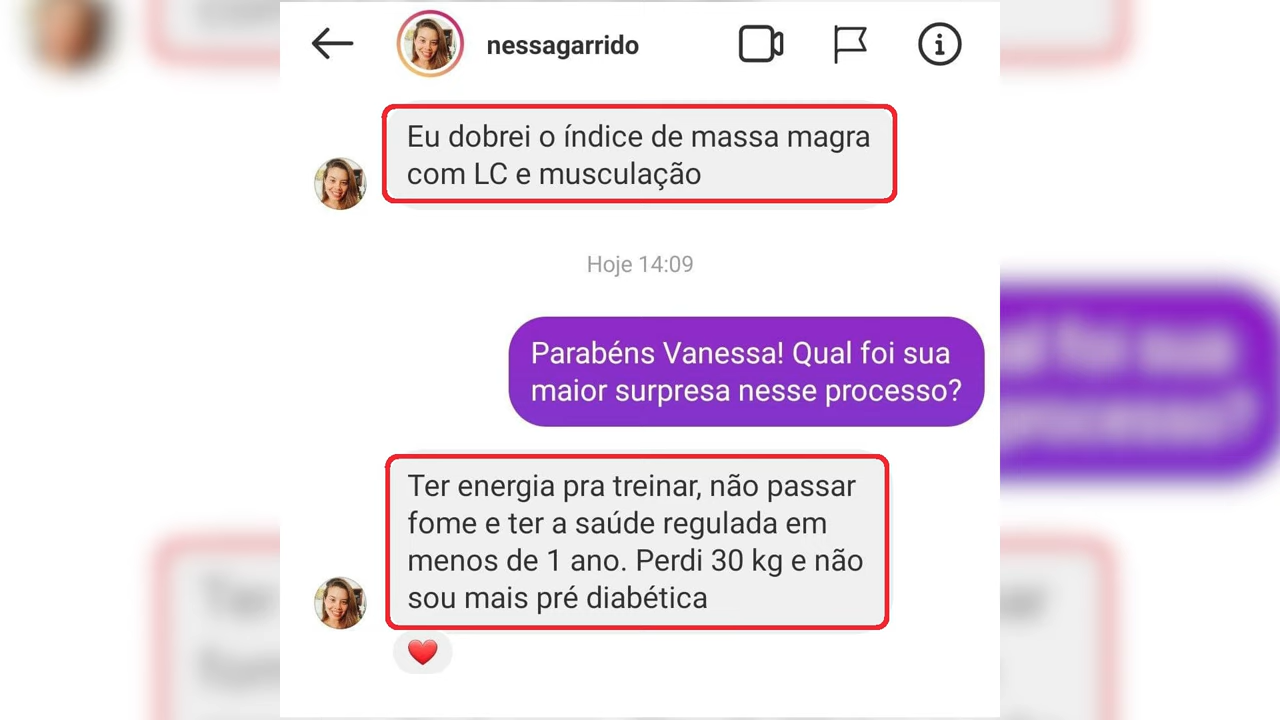 nessagarrido
Eu dobrei o índice de massa magra
com LC e musculação
Hoje 14:09
Parabéns Vanessa! Qual foi sua
maior surpresa nesse processo?
Ter energia pra treinar, não passar
fome e ter a saúde regulada em
menos de 1 ano. Perdi 30 kg e não
sou mais pré diabética